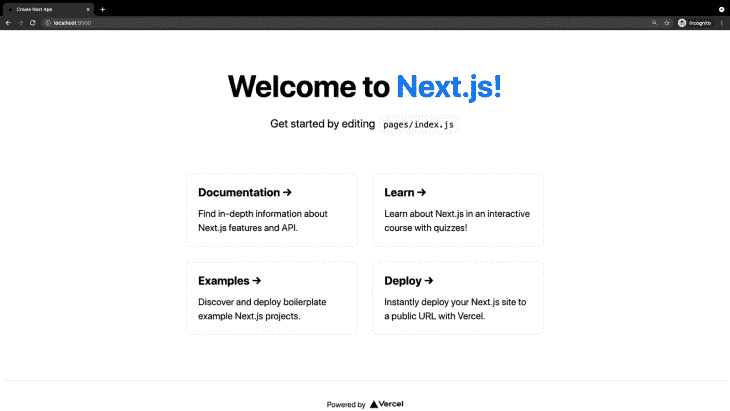 Create Next App
localhost:3000
Incognito
Welcome to Next.js!
Get started by editing pages/index.js
Documentation →
Find in-depth information about
Next.js features and API.
Learn →
Learn about Next.js in an interactive
course with quizzes!
Examples →
Discover and deploy boilerplate
example Next.js projects.
Deploy →
Instantly deploy your Next.js site to
a public URL with Vercel.
Powered by Vercel